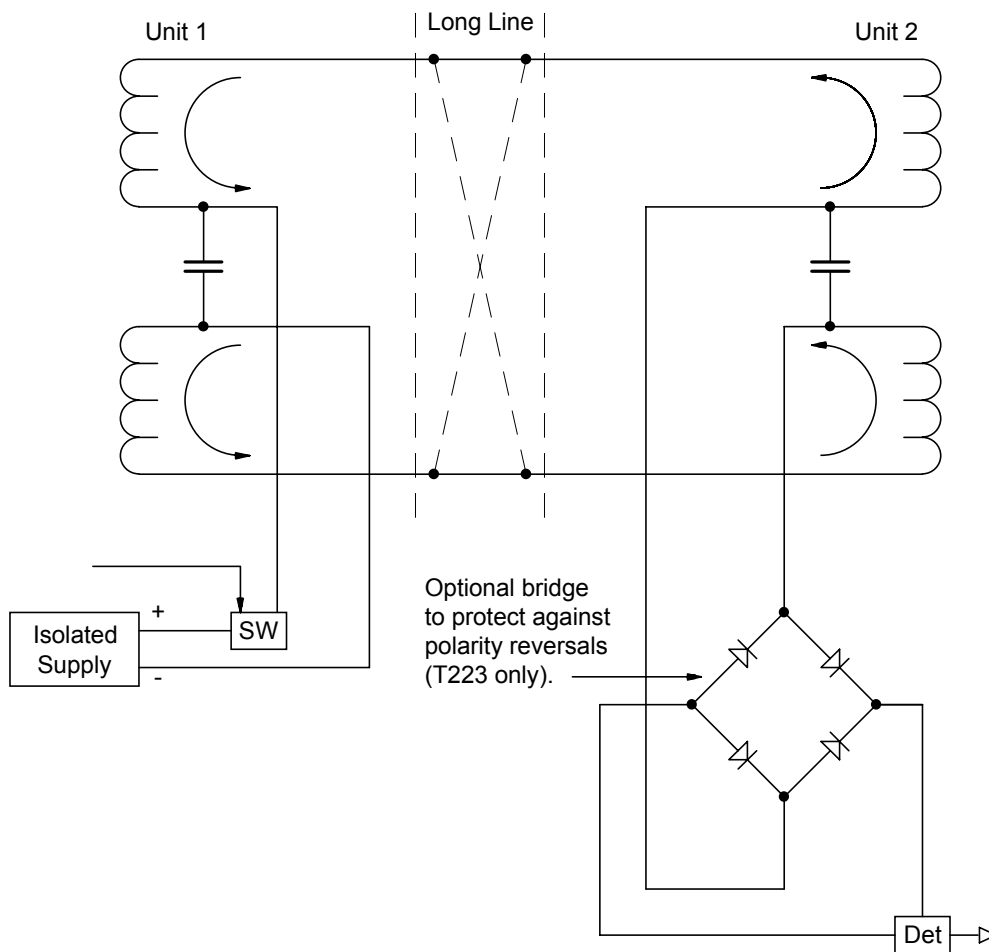 Unit 1
Long Line
Unit 2
Optional bridge
to protect against
polarity reversals
(T223 only).
+
SW
Isolated
Supply
-
Det